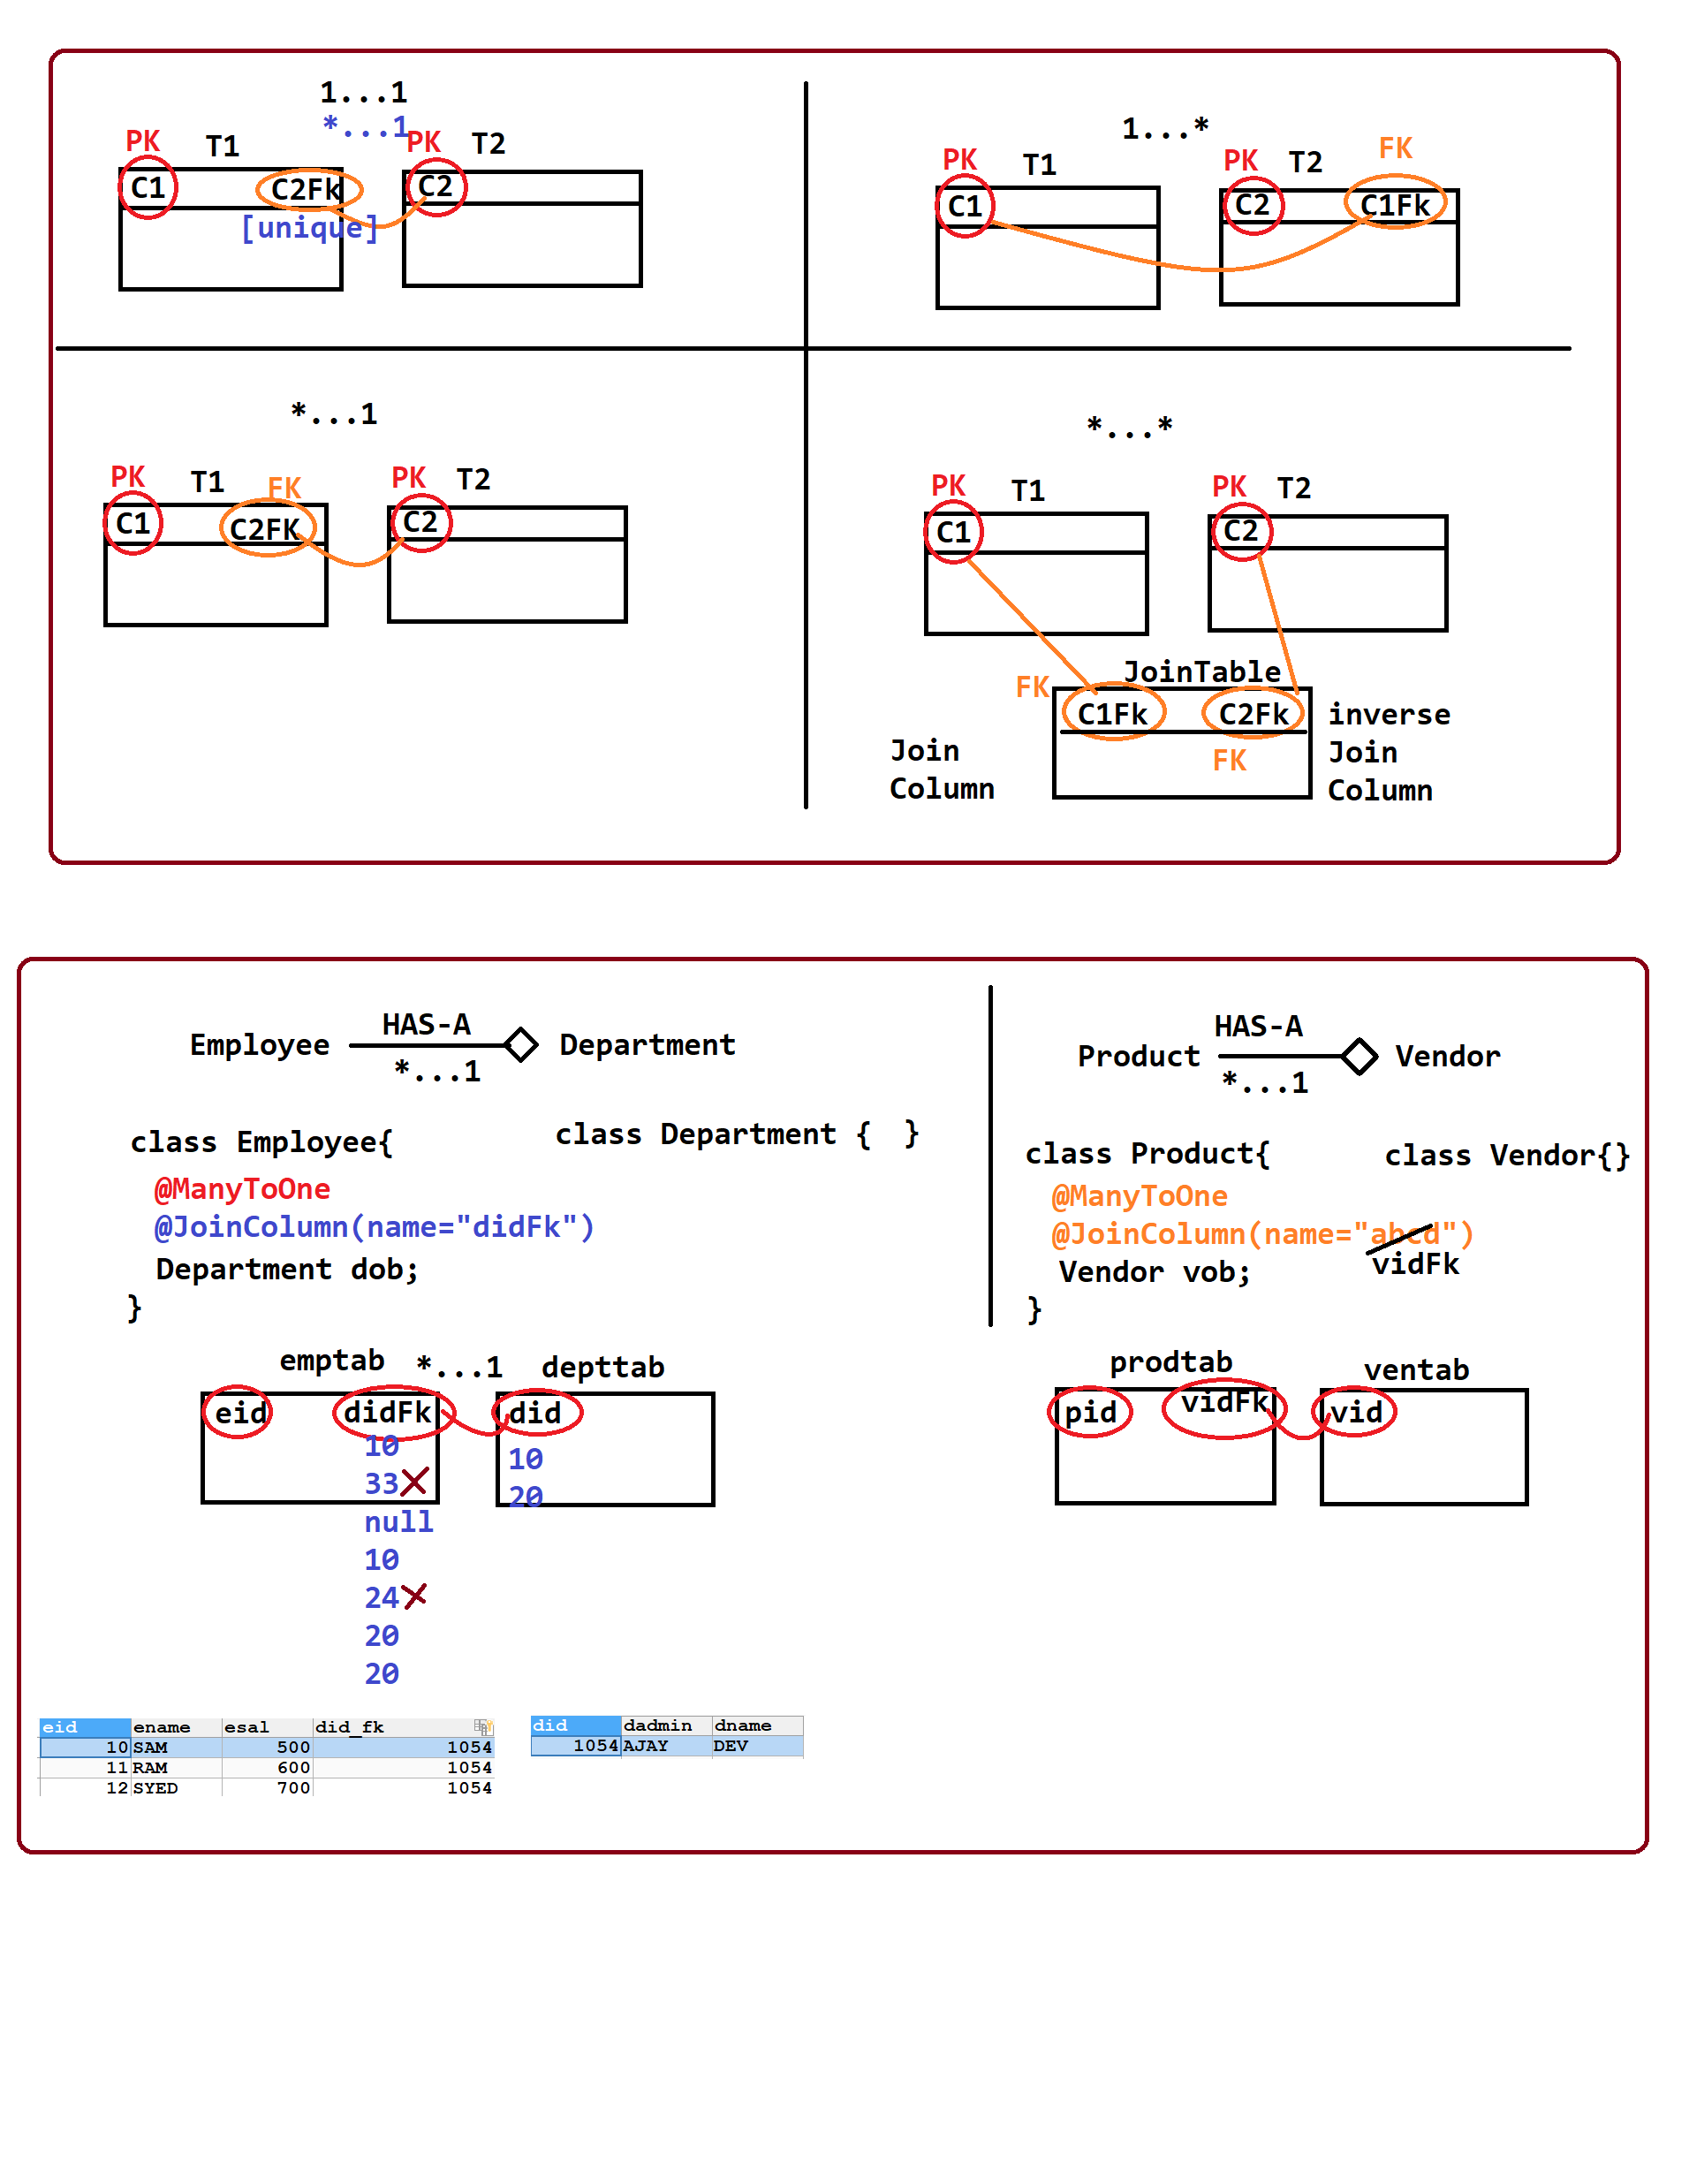 1...1
*...1
PK T1 PK T2
C1 C2Fk C2
[unique]
1...*
PK T1 PK T2 FK
C1 C2 C1Fk
*...1
PK T1 FK PK T2
C1 C2FK C2
*...*
PK T1 PK T2
C1 C2
JoinTable
FK
C1Fk C2Fk
FK
Join
Column
inverse
Join
Column
Employee HAS-A Department
*...1
class Employee{
class Department { }
@ManyToOne
@JoinColumn(name="didFk")
Department dob;
}
emptab *...1 depttab
eid didFk did
10
33
null
10
24
20
20
10
20
Product HAS-A Vendor
*...1
class Product{
class Vendor{}
@ManyToOne
@JoinColumn(name="abcd")
vidFk
Vendor vob;
}
prodtab ventab
pid vidFk vid
eid ename esal did_fk
10 SAM 500 1054
11 RAM 600 1054
12 SYED 700 1054
did dadmin dname
1054 AJAY DEV